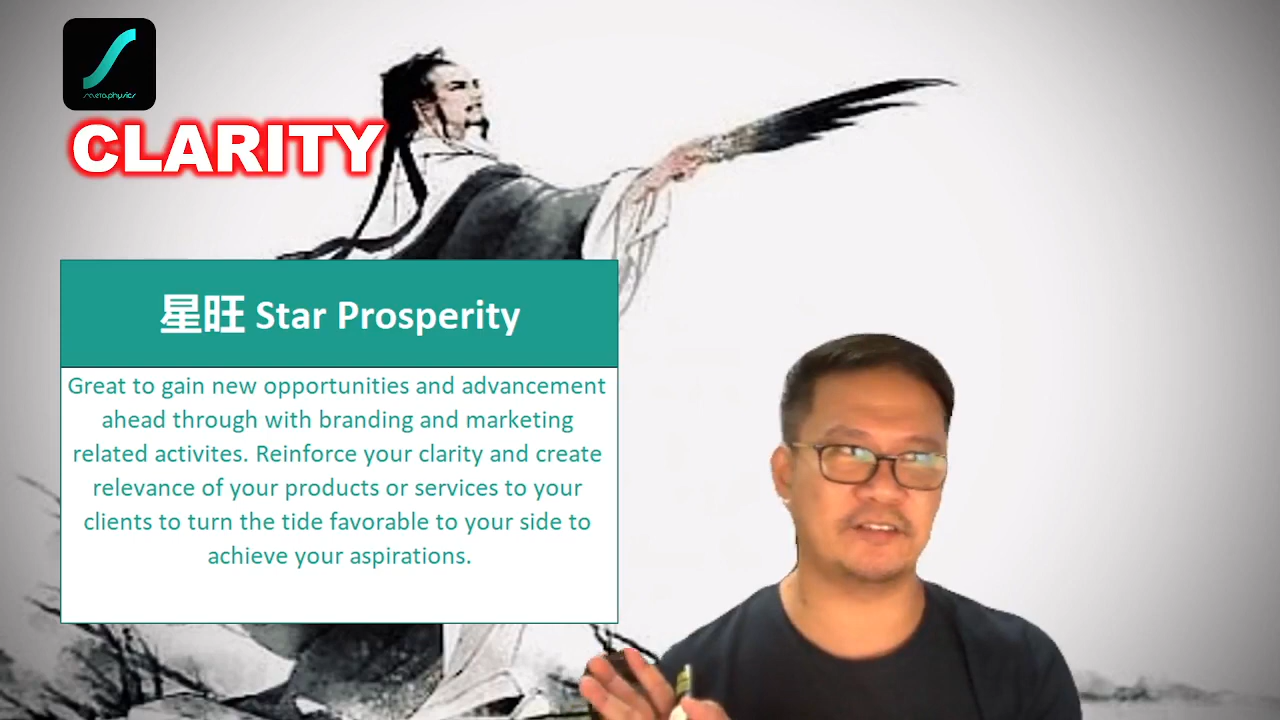 metaphysics
CLARITY
星旺 Star Prosperity
Great to gain new opportunities and advancement
ahead through with branding and marketing
related activites. Reinforce your clarity and create
relevance of your products or services to your
clients to turn the tide favorable to your side to
achieve your aspirations.